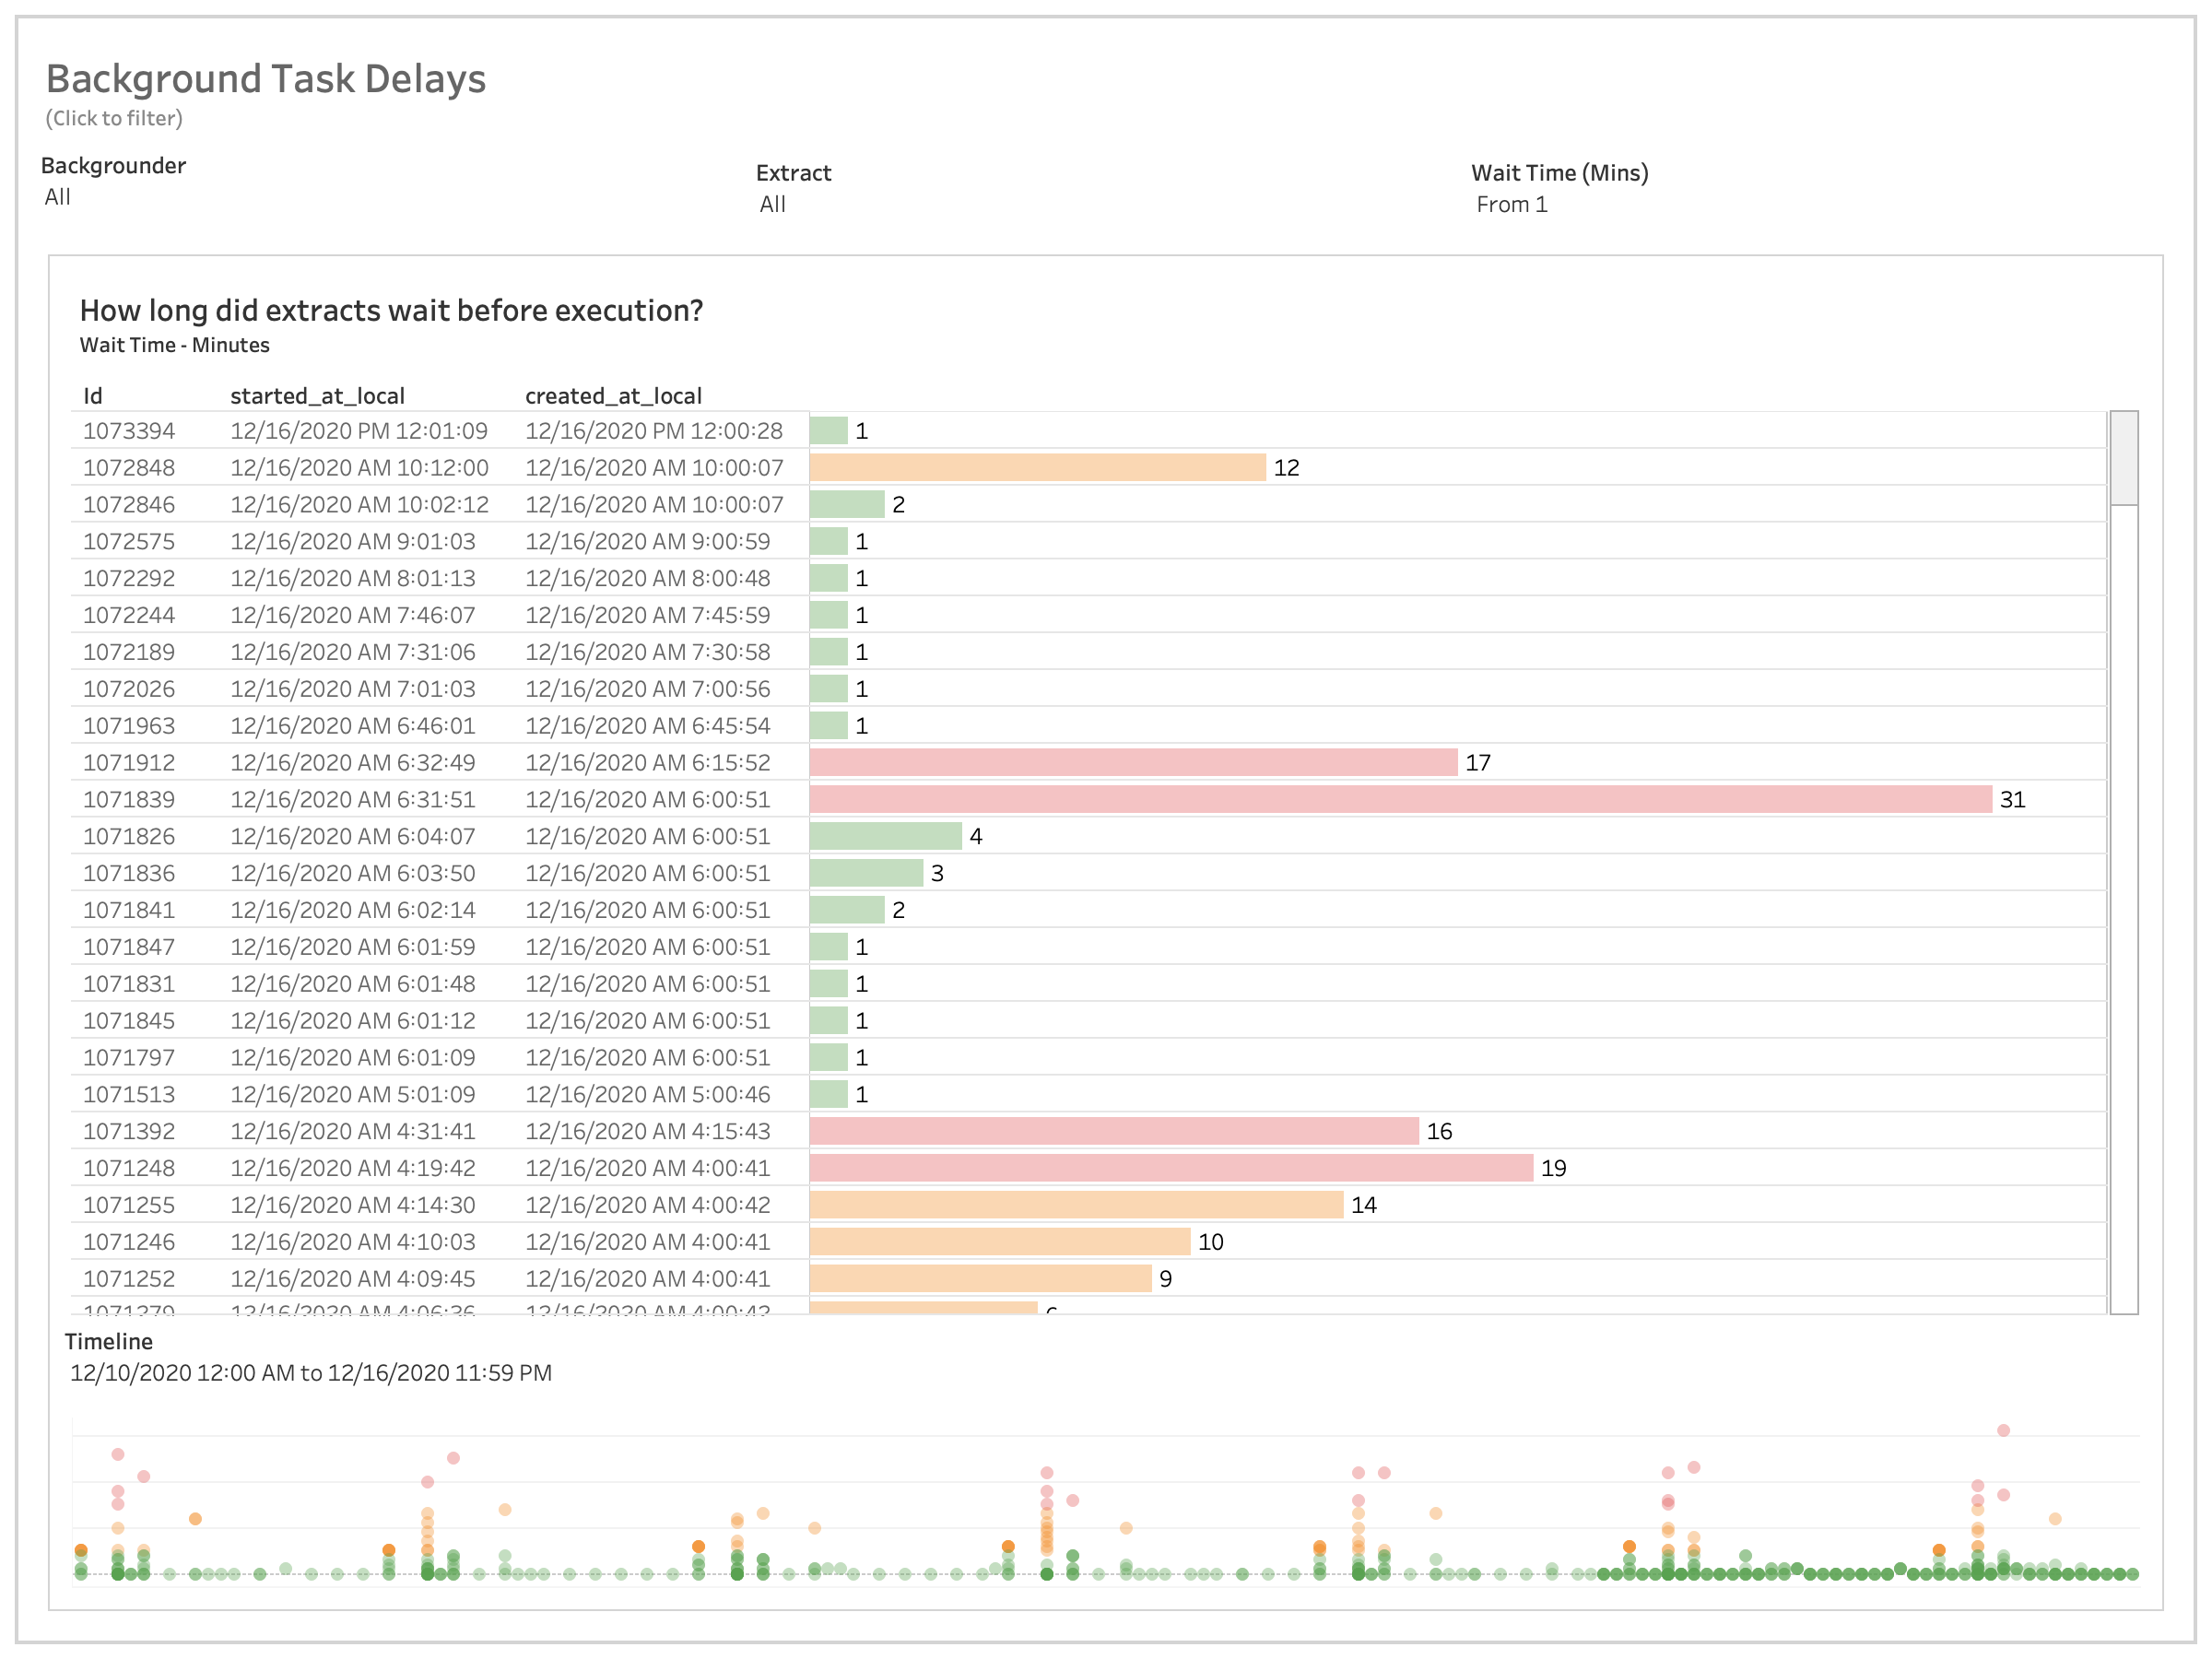 Background Task Delays
(Click to filter)
Backgrounder
All
Extract
All
Wait Time (Mins)
From 1
How long did extracts wait before execution?
Wait Time - Minutes
Id started_at_local created_at_local
1073394 12/16/2020 PM 12:01:09 12/16/2020 PM 12:00:28 1
1072848 12/16/2020 AM 10:12:00 12/16/2020 AM 10:00:07 12
1072846 12/16/2020 AM 10:02:12 12/16/2020 AM 10:00:07 2
1072575 12/16/2020 AM 9:01:03 12/16/2020 AM 9:00:59 1
1072292 12/16/2020 AM 8:01:13 12/16/2020 AM 8:00:48 1
1072244 12/16/2020 AM 7:46:07 12/16/2020 AM 7:45:59 1
1072189 12/16/2020 AM 7:31:06 12/16/2020 AM 7:30:58 1
1072026 12/16/2020 AM 7:01:03 12/16/2020 AM 7:00:56 1
1071963 12/16/2020 AM 6:46:01 12/16/2020 AM 6:45:54 1
1071912 12/16/2020 AM 6:32:49 12/16/2020 AM 6:15:52 17
1071839 12/16/2020 AM 6:31:51 12/16/2020 AM 6:00:51 31
1071826 12/16/2020 AM 6:04:07 12/16/2020 AM 6:00:51 4
1071836 12/16/2020 AM 6:03:50 12/16/2020 AM 6:00:51 3
1071841 12/16/2020 AM 6:02:14 12/16/2020 AM 6:00:51 2
1071847 12/16/2020 AM 6:01:59 12/16/2020 AM 6:00:51 1
1071831 12/16/2020 AM 6:01:48 12/16/2020 AM 6:00:51 1
1071845 12/16/2020 AM 6:01:12 12/16/2020 AM 6:00:51 1
1071797 12/16/2020 AM 6:01:09 12/16/2020 AM 6:00:51 1
1071513 12/16/2020 AM 5:01:09 12/16/2020 AM 5:00:46 1
1071392 12/16/2020 AM 4:31:41 12/16/2020 AM 4:15:43 16
1071248 12/16/2020 AM 4:19:42 12/16/2020 AM 4:00:41 19
1071255 12/16/2020 AM 4:14:30 12/16/2020 AM 4:00:42 14
1071246 12/16/2020 AM 4:10:03 12/16/2020 AM 4:00:41 10
1071252 12/16/2020 AM 4:09:45 12/16/2020 AM 4:00:41 9
12/16/2020 AM 12/16/2020 AM
Timeline
12/10/2020 12:00 AM to 12/16/2020 11:59 PM